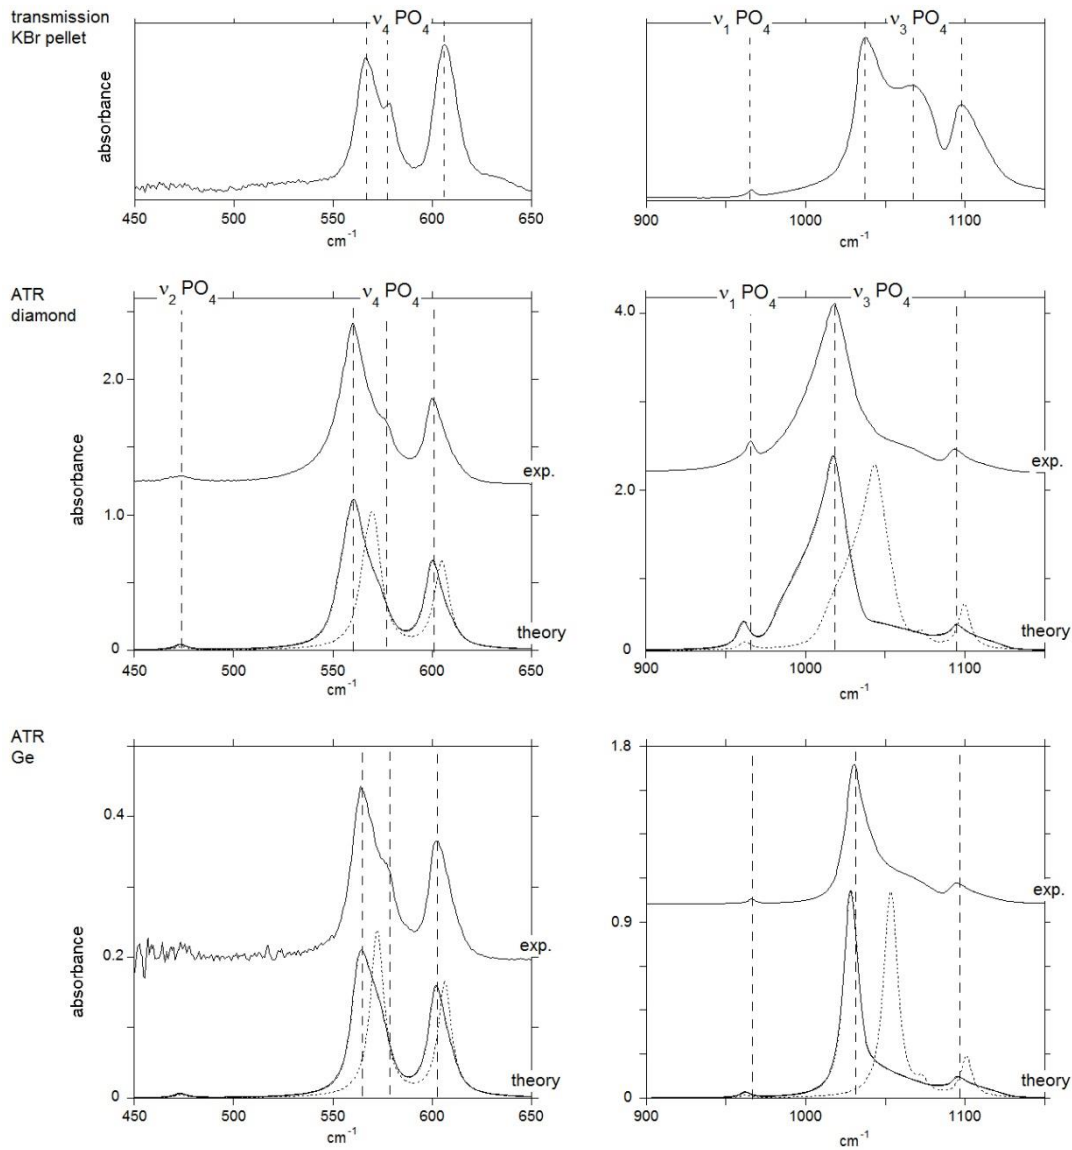 transmission
KBr pellet
ν4 PO4
absorbance
450 500 550 600 650
cm-1
ν1 PO4 ν3 PO4
900 1000 1100
cm-1
ATR
diamond
ν2 PO4 ν4 PO4
absorbance
2.0
1.0
0
exp.
theory
450 500 550 600 650
cm-1
ν1 PO4 ν3 PO4
4.0
2.0
0
exp.
theory
900 1000 1100
cm-1
ATR
Ge
absorbance
0.4
0.2
0
exp.
theory
450 500 550 600 650
cm-1
1.8
0.9
0
exp.
theory
900 1000 1100
cm-1